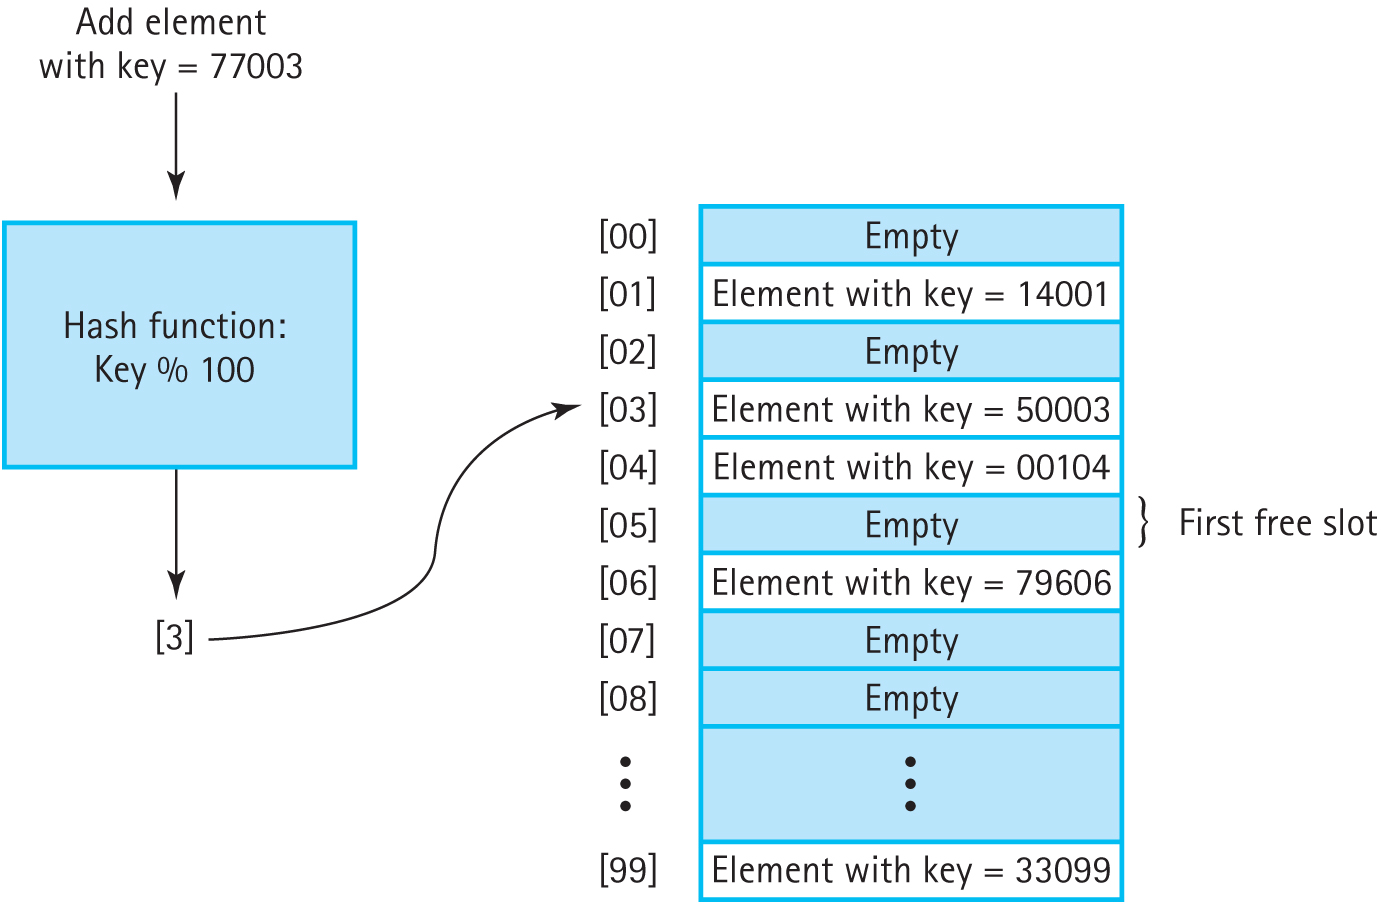 Add element
with key = 77003
Hash function:
Key % 100
[3]
[00] Empty
[01] Element with key = 14001
[02] Empty
[03] Element with key = 50003
[04] Element with key = 00104
[05] Empty } First free slot
[06] Element with key = 79606
[07] Empty
[08] Empty
[99] Element with key = 33099